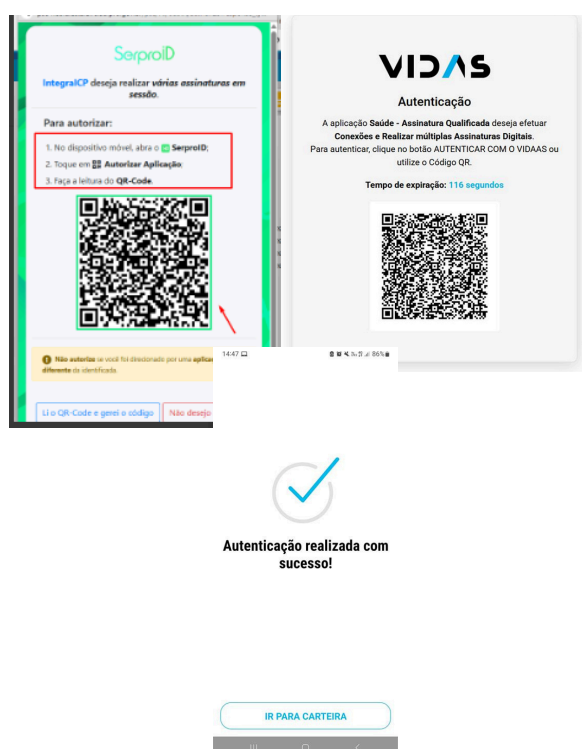 SerproID
IntegraICP deseja realizar várias assinaturas em
sessão.
Para autorizar:
1. No dispositivo móvel, abra o SerproID;
2. Toque em Autorizar Aplicação;
3. Faça a leitura do QR-Code.
Não autorize se você foi direcionado por uma aplica
diferente da identificada.
Li o QR-Code e gerei o código
Não desejo
VIDAS
Autenticação
A aplicação Saúde - Assinatura Qualificada deseja efetuar
Conexões e Realizar múltiplas Assinaturas Digitais.
Para autenticar, clique no botão AUTENTICAR COM O VIDAAS ou
utilize o Código QR.
Tempo de expiração: 116 segundos
14:47
86%
Autenticação realizada com
sucesso!
IR PARA CARTEIRA